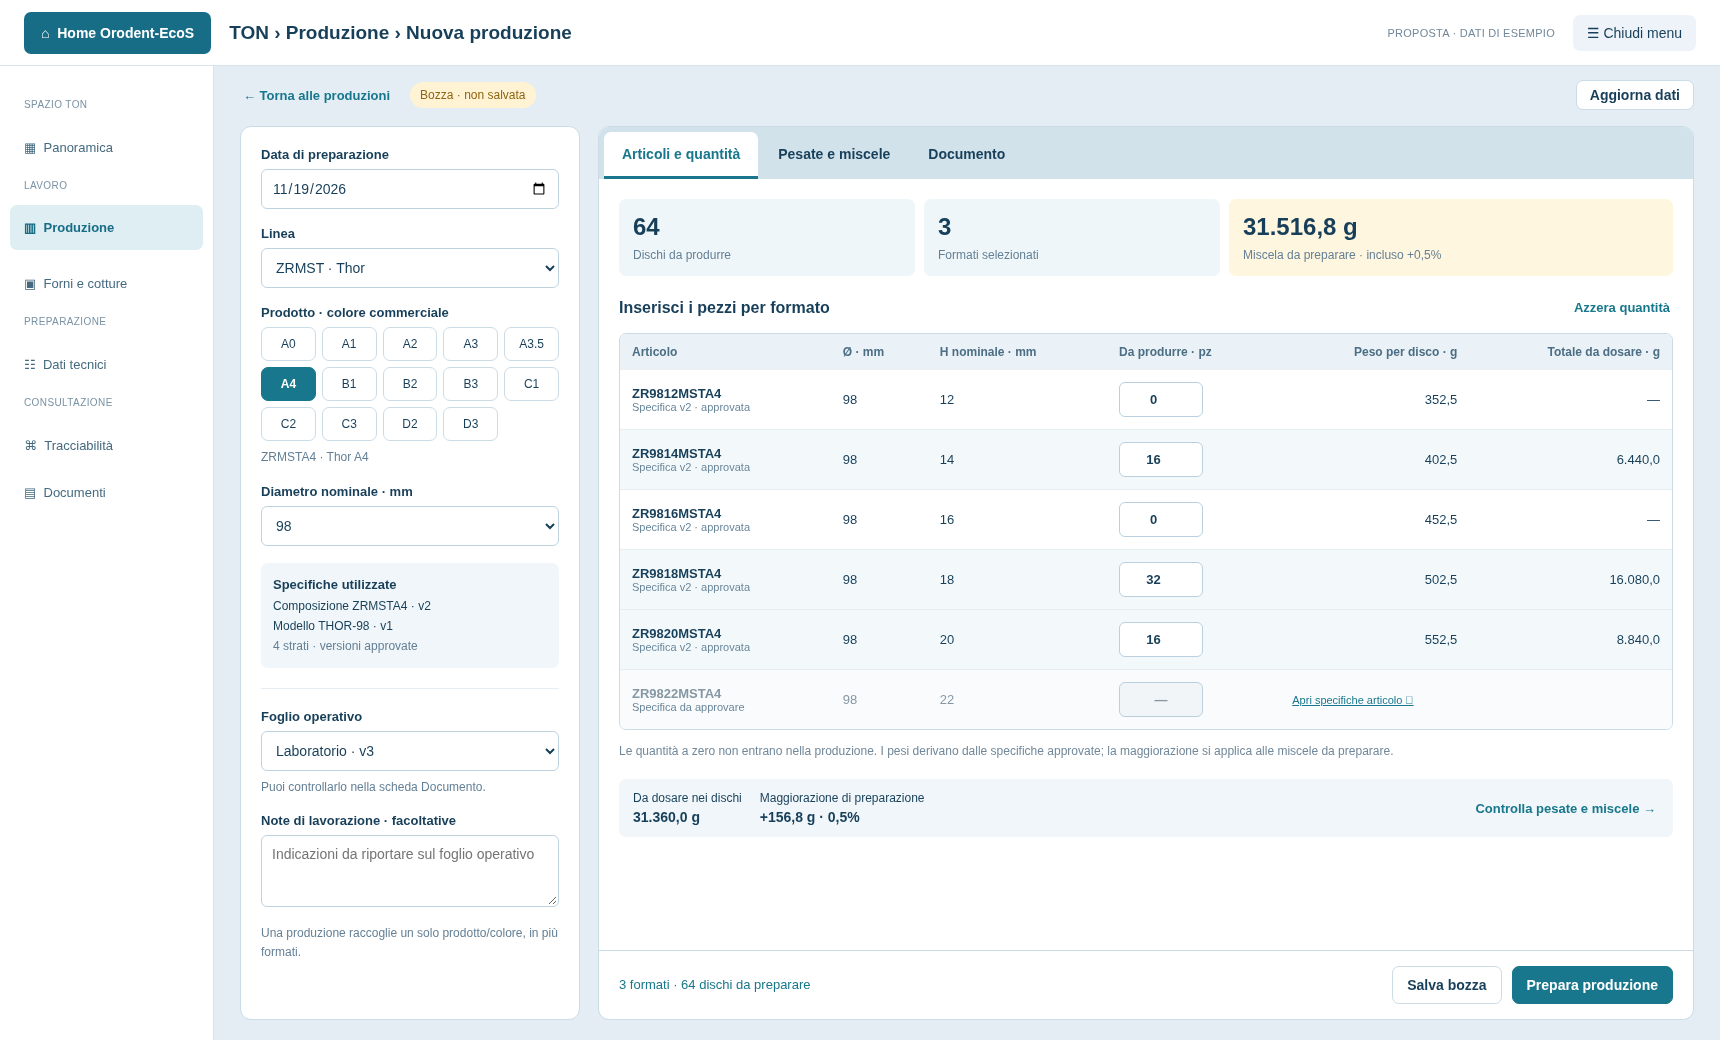 ⌂ Home Orodent-EcoS
TON › Produzione › Nuova produzione
PROPOSTA · DATI DI ESEMPIO
☰ Chiudi menu
SPAZIO TON
Panoramica
LAVORO
Produzione
Forni e cotture
PREPARAZIONE
Dati tecnici
CONSULTAZIONE
Tracciabilità
Documenti
← Torna alle produzioni
Bozza · non salvata
Aggiorna dati
Data di preparazione
11/19/2026
Linea
ZRMST · Thor
Prodotto · colore commerciale
A0 A1 A2 A3 A3.5
A4 B1 B2 B3 C1
C2 C3 D2 D3
ZRMSTA4 · Thor A4
Diametro nominale · mm
98
Specifiche utilizzate
Composizione ZRMSTA4 · v2
Modello THOR-98 · v1
4 strati · versioni approvate
Foglio operativo
Laboratorio · v3
Puoi controllarlo nella scheda Documento.
Note di lavorazione · facoltative
Indicazioni da riportare sul foglio operativo
Una produzione raccoglie un solo prodotto/colore, in più
formati.
Articoli e quantità Pesate e miscele Documento
64
Dischi da produrre
3
Formati selezionati
31.516,8 g
Miscela da preparare · incluso +0,5%
Inserisci i pezzi per formato
Azzera quantità
Articolo Ø · mm H nominale · mm Da produrre · pz Peso per disco · g Totale da dosare · g
ZR9812MSTA4 98 12 0 352,5 —
Specifica v2 · approvata
ZR9814MSTA4 98 14 16 402,5 6.440,0
Specifica v2 · approvata
ZR9816MSTA4 98 16 0 452,5 —
Specifica v2 · approvata
ZR9818MSTA4 98 18 32 502,5 16.080,0
Specifica v2 · approvata
ZR9820MSTA4 98 20 16 552,5 8.840,0
Specifica v2 · approvata
ZR9822MSTA4 98 22 — Apri specifiche articolo
Specifica da approvare
Le quantità a zero non entrano nella produzione. I pesi derivano dalle specifiche approvate; la maggiorazione si applica alle miscele da preparare.
Da dosare nei dischi
31.360,0 g
Maggiorazione di preparazione
+156,8 g · 0,5%
Controlla pesate e miscele →
3 formati · 64 dischi da preparare
Salva bozza
Prepara produzione